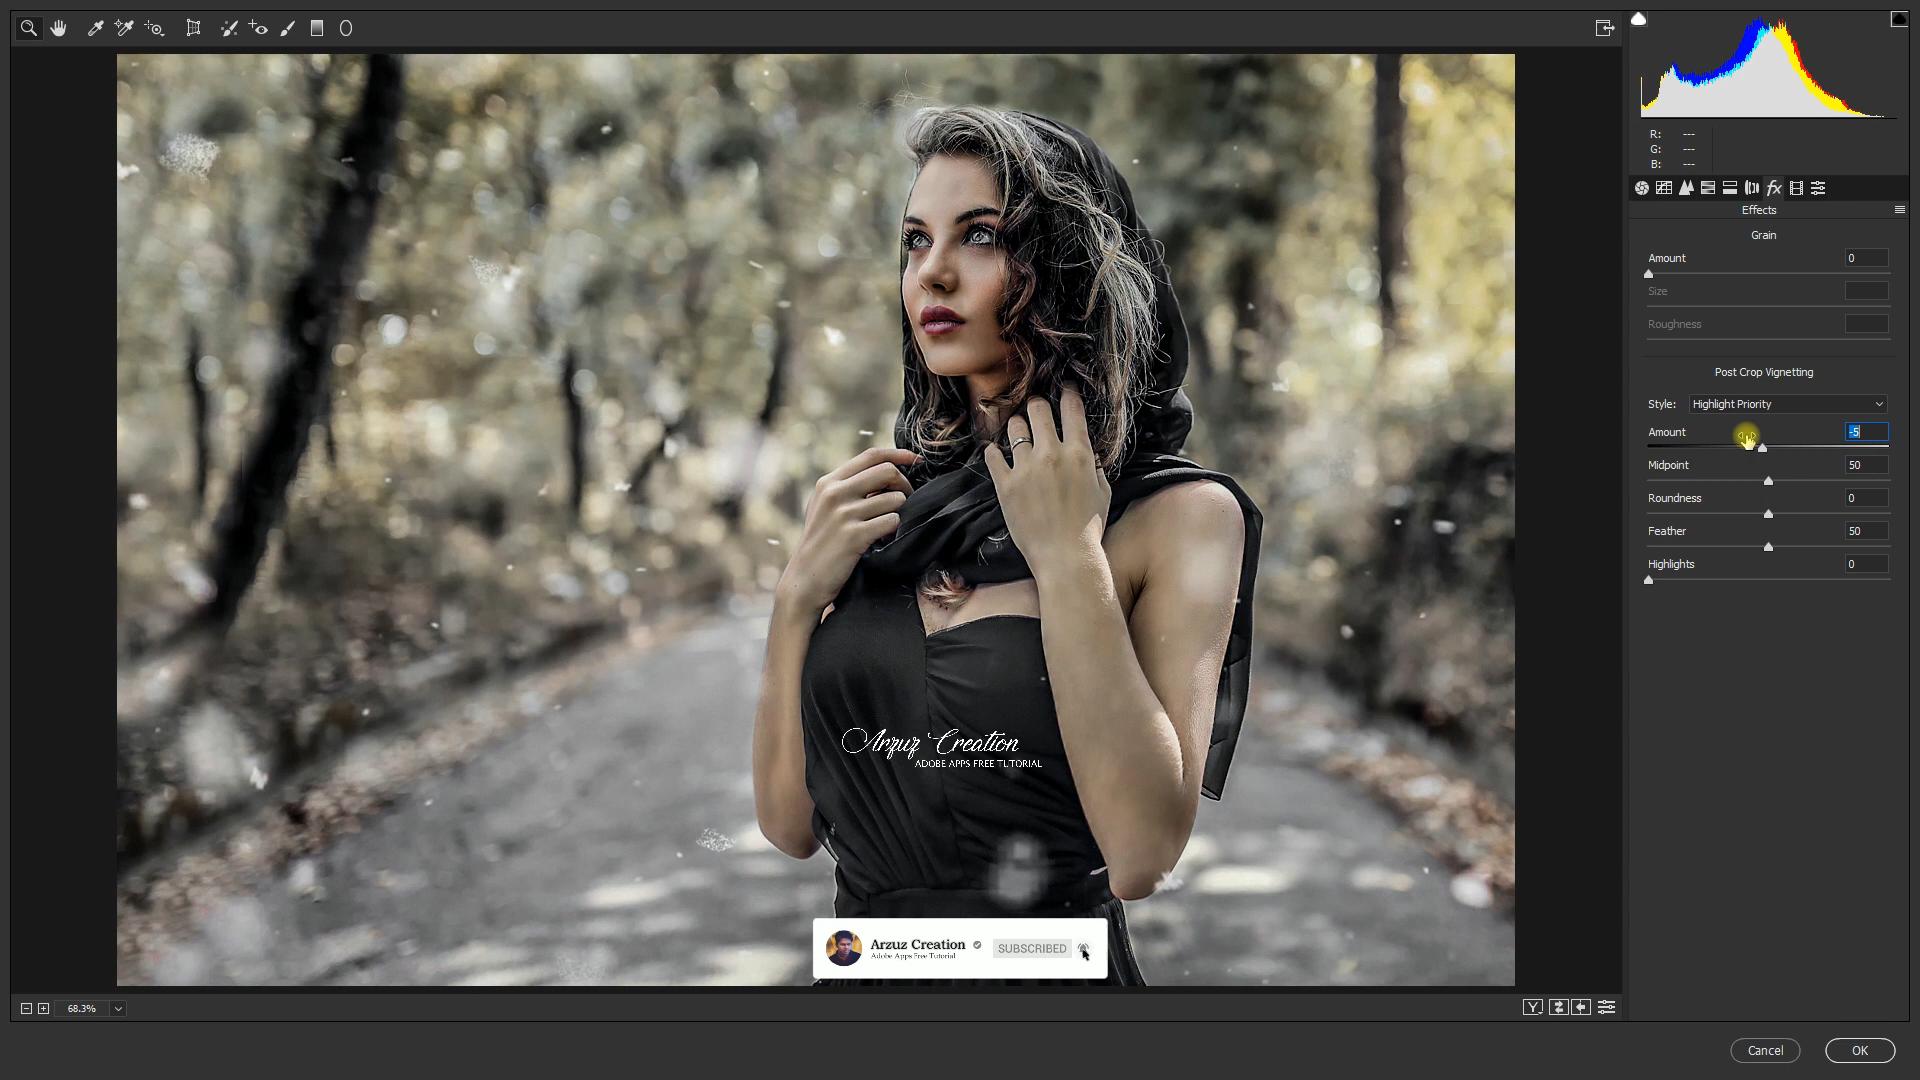 R: ---
G: ---
B: ---
Effects
Grain
Amount 0
Size
Roughness
Post Crop Vignetting
Style: Highlight Priority
Amount -5
Midpoint 50
Roundness 0
Feather 50
Highlights 0
Arzuz Creation
ADOBE APPS FREE TUTORIAL
Arzuz Creation SUBSCRIBED
Adobe Apps Free Tutorial
68.3%
Y
Cancel OK